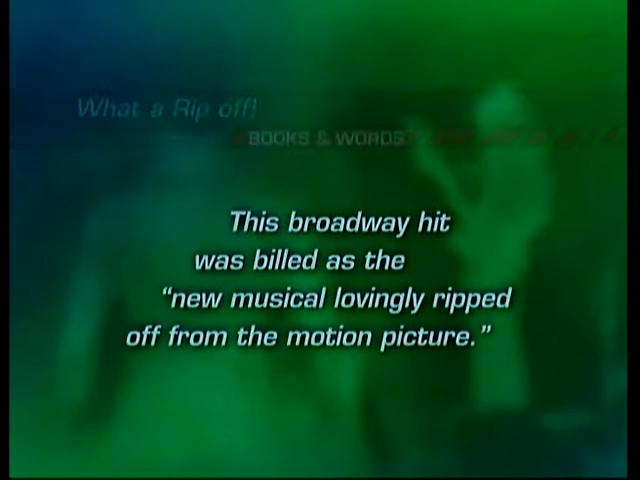 What a Rip off!
BOOKS & WORDS
This broadway hit
was billed as the
“new musical lovingly ripped
off from the motion picture.”